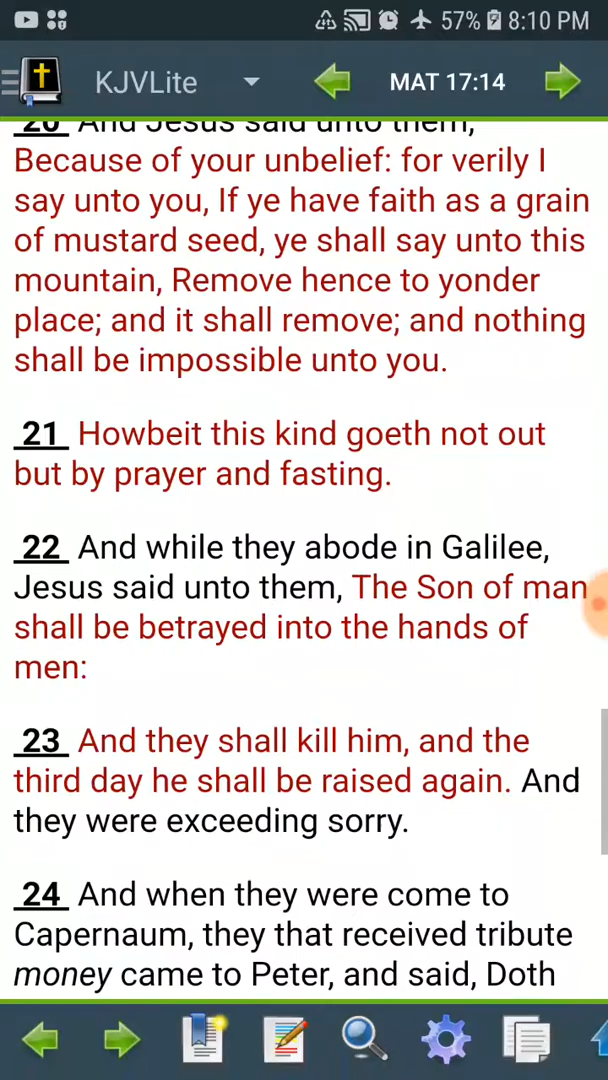 57% 8:10 PM
KJVLite MAT 17:14
20 And Jesus said unto them,
Because of your unbelief: for verily I
say unto you, If ye have faith as a grain
of mustard seed, ye shall say unto this
mountain, Remove hence to yonder
place; and it shall remove; and nothing
shall be impossible unto you.
21 Howbeit this kind goeth not out
but by prayer and fasting.
22 And while they abode in Galilee,
Jesus said unto them, The Son of man
shall be betrayed into the hands of
men:
23 And they shall kill him, and the
third day he shall be raised again. And
they were exceeding sorry.
24 And when they were come to
Capernaum, they that received tribute
money came to Peter, and said, Doth